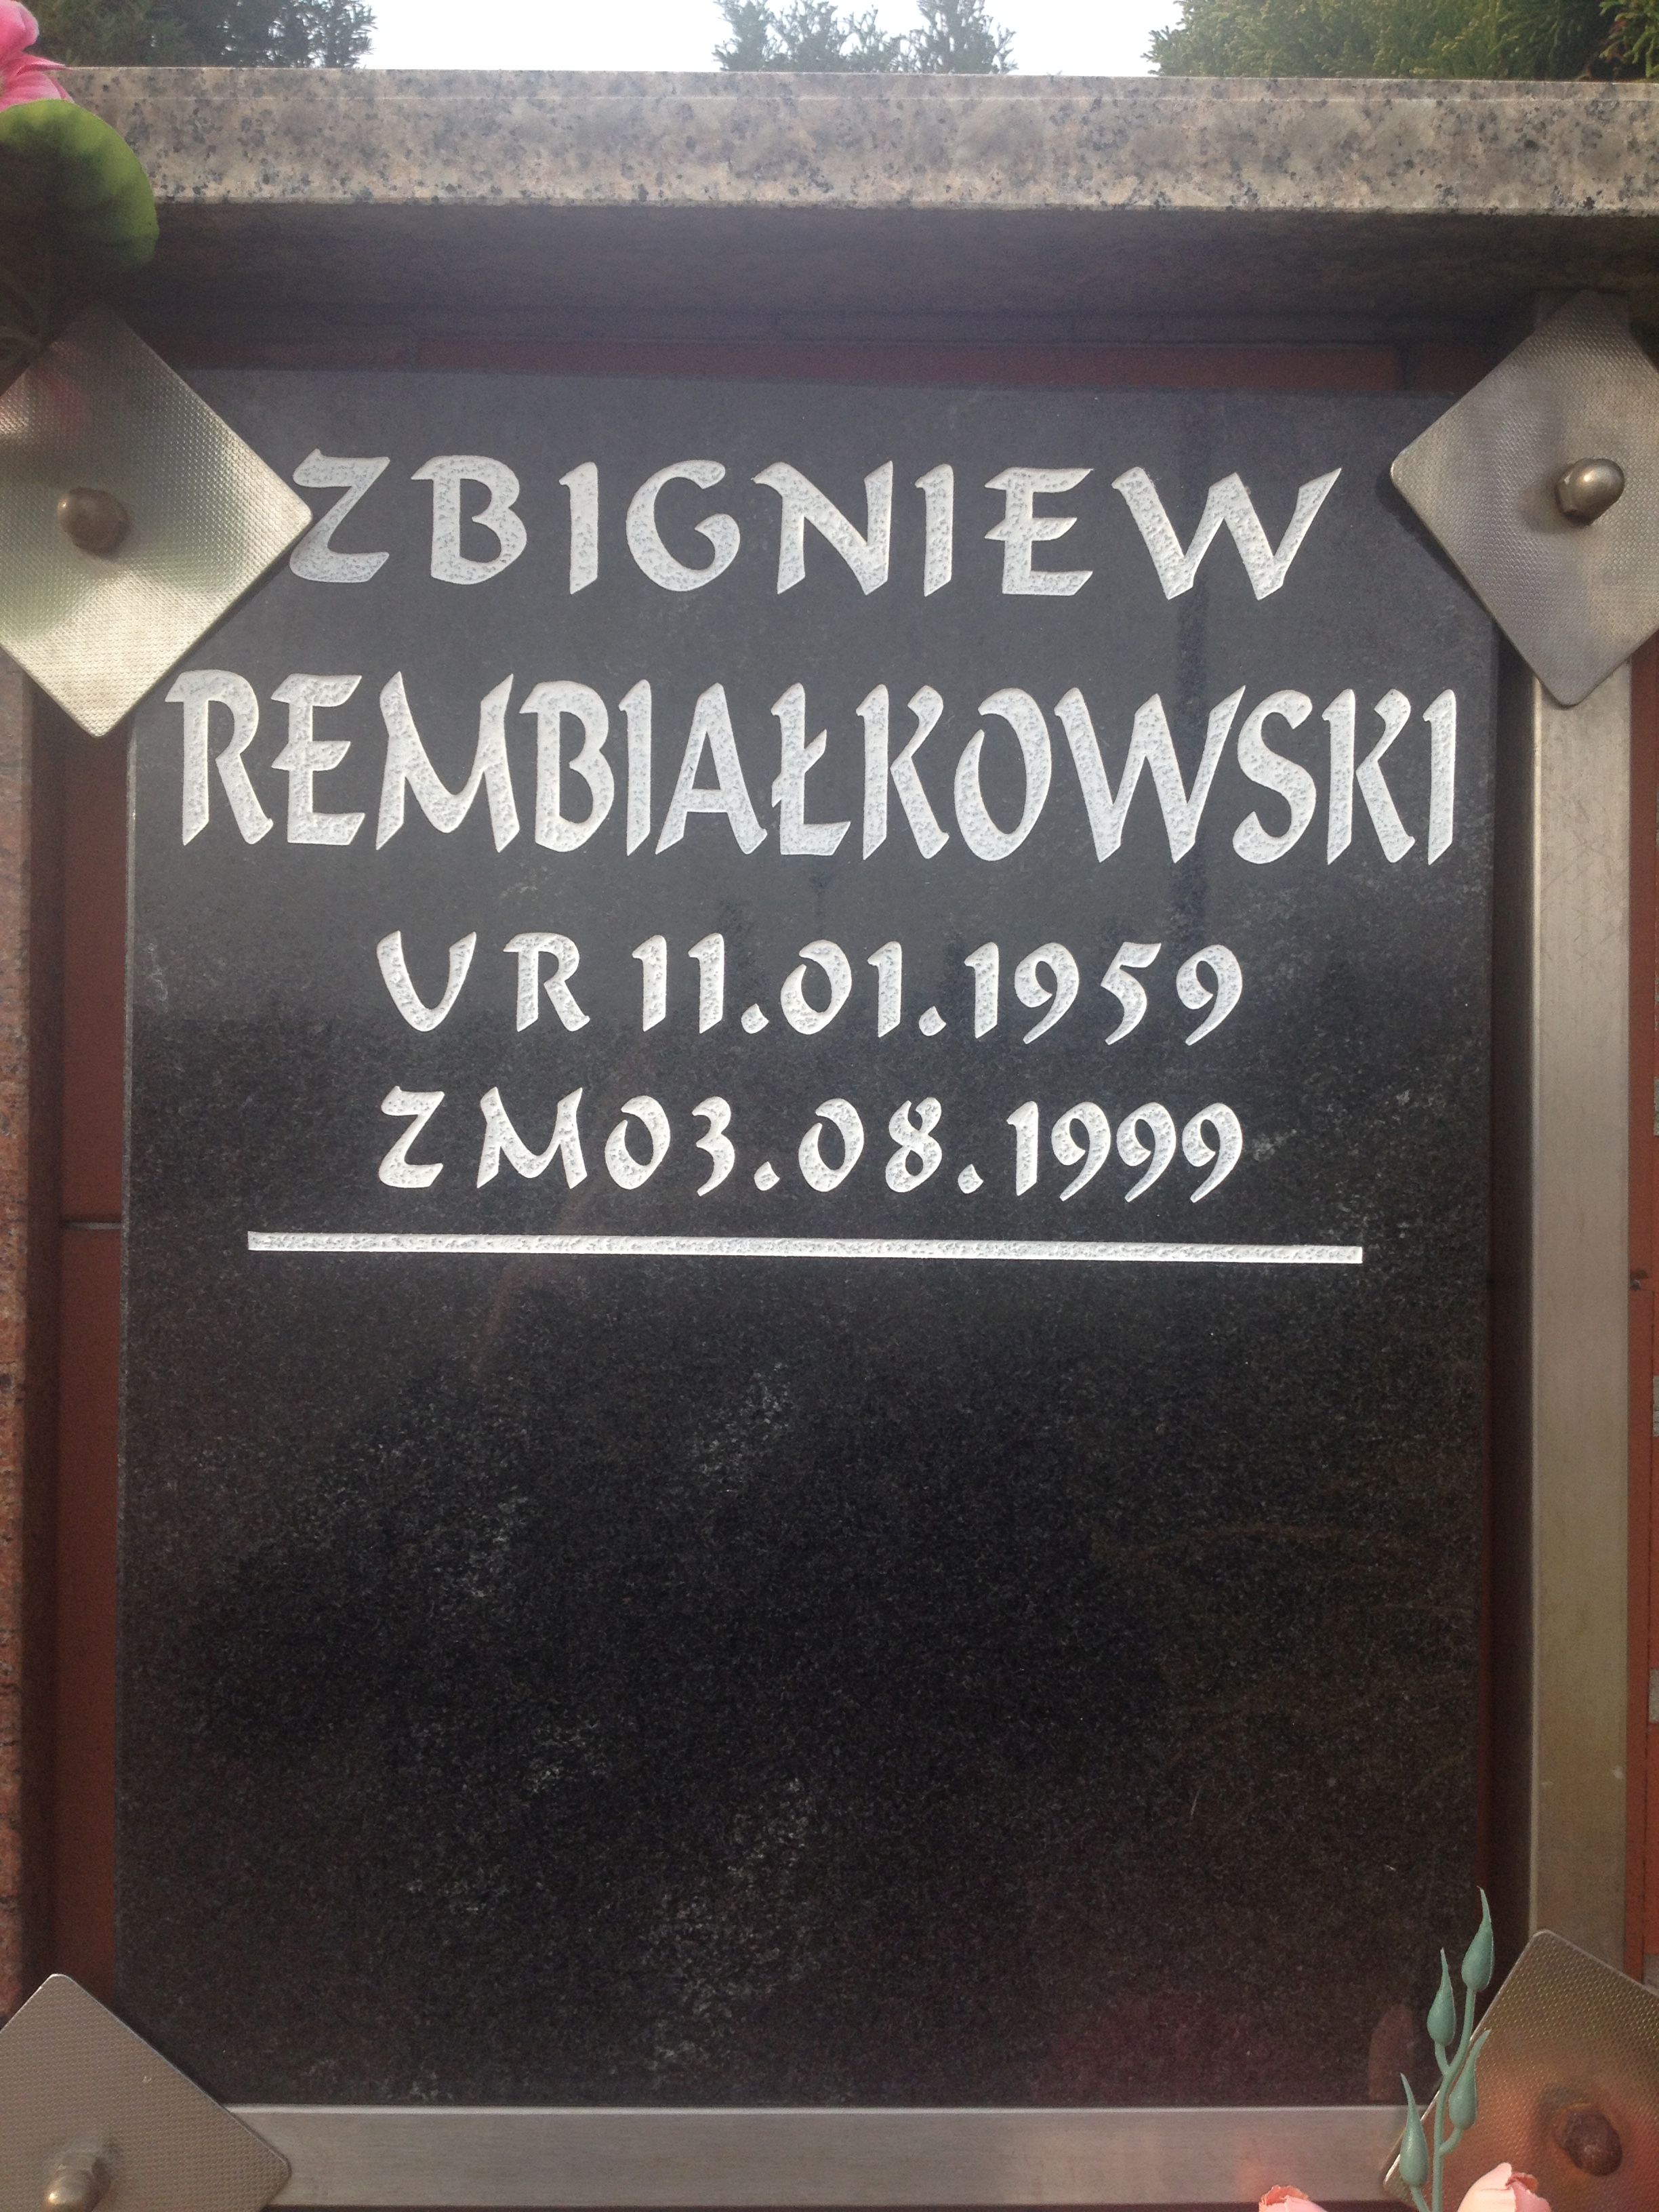 ZBIGNIEW
REMBIAŁKOWSKI
UR 11.01.1959
ZM 03.08.1999